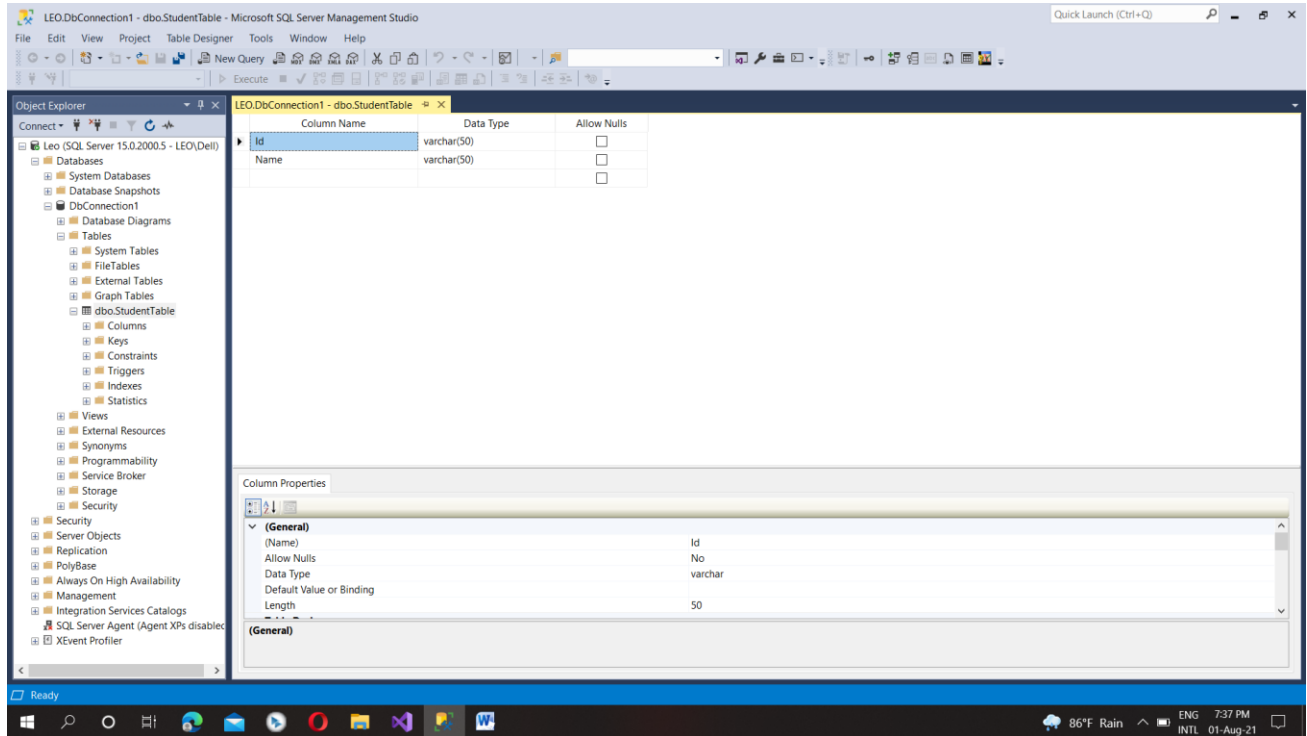 LEO.DbConnection1 - dbo.StudentTable - Microsoft SQL Server Management Studio
Quick Launch (Ctrl+Q)
File Edit View Project Table Designer Tools Window Help
New Query
Execute
Object Explorer
Connect
Leo (SQL Server 15.0.2000.5 - LEO\Dell)
Databases
System Databases
Database Snapshots
DbConnection1
Database Diagrams
Tables
System Tables
FileTables
External Tables
Graph Tables
dbo.StudentTable
Columns
Keys
Constraints
Triggers
Indexes
Statistics
Views
External Resources
Synonyms
Programmability
Service Broker
Storage
Security
Security
Server Objects
Replication
PolyBase
Always On High Availability
Management
Integration Services Catalogs
SQL Server Agent (Agent XPs disabled
XEvent Profiler
LEO.DbConnection1 - dbo.StudentTable
Column Name Data Type Allow Nulls
Id varchar(50)
Name varchar(50)
Column Properties
(General)
(Name) Id
Allow Nulls No
Data Type varchar
Default Value or Binding
Length 50
(General)
Ready
86°F Rain
ENG 7:37 PM
INTL 01-Aug-21